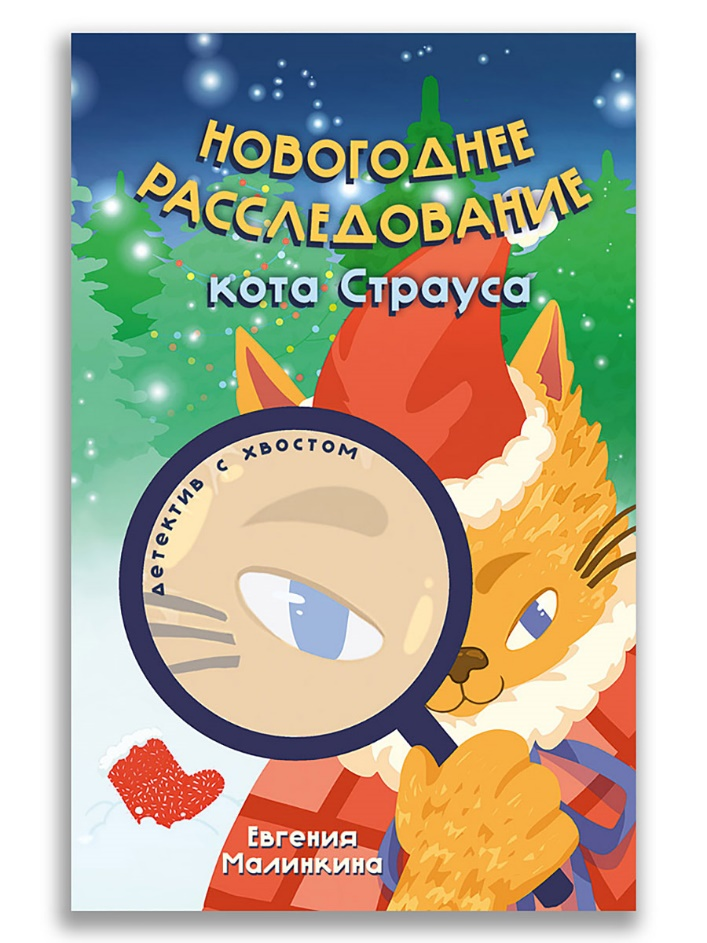 НОВОГОДНЕЕ
РАССЛЕДОВАНИЕ
кота Страуса
детектив с хвостом
Евгения
Малинкина